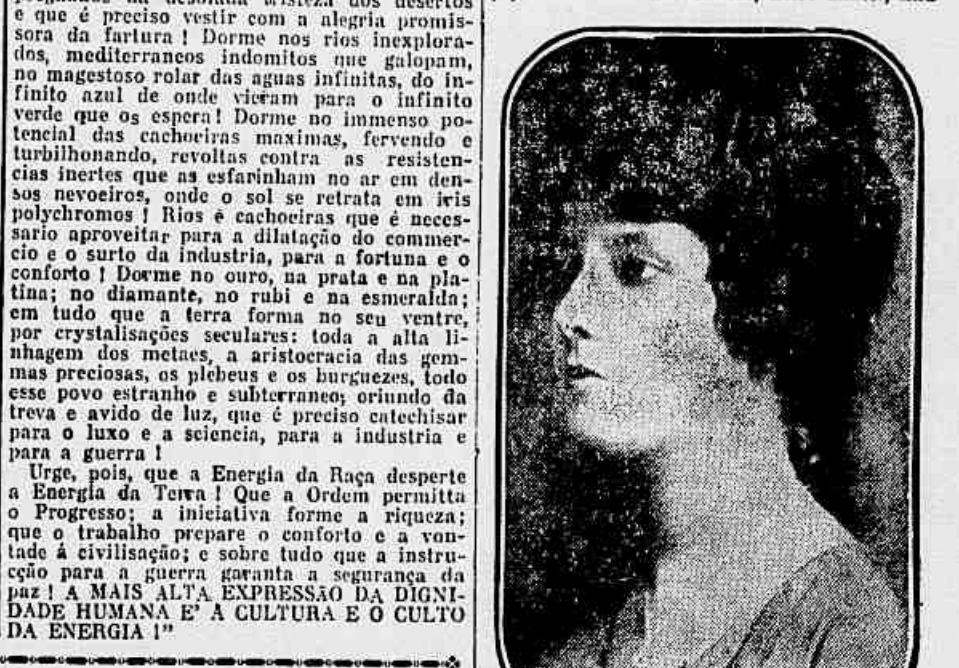 desolada tristeza dos desertos
e que é preciso vestir com a alegria promis-
sora da fartura ! Dorme nos rios inexplora-
dos, mediterraneos indomitos que galopam,
no magestoso rolar das aguas infinitas, do in-
finito azul de onde vieram para o infinito
verde que os espera ! Dorme no immenso po-
tencial das cachoeiras maximas, fervendo e
turbilhonando, revoltas contra as resisten-
cias inertes que as esfarinham no ar em den-
sos nevoeiros, onde o sol se retrata em iris
polychromos ! Rios e cachoeiras que é neces-
sario aproveitar para a dilatação do commer-
cio e o surto da industria, para a fortuna e o
conforto ! Dorme no ouro, na prata e na pla-
tina; no diamante, no rubi e na esmeralda;
em tudo que a terra forma no seu ventre,
por crystalisações seculares: toda a alta li-
nhagem dos metaes, a aristocracia das gem-
mas preciosas, os plebeus e os burguezes, todo
esse povo estranho e subterraneo; oriundo da
treva e avido de luz, que é preciso catechisar
para o luxo e a sciencia, para a industria e
para a guerra !
Urge, pois, que a Energia da Raça desperte
a Energia da Terra ! Que a Ordem permitta
o Progresso; a iniciativa forme a riqueza;
que o trabalho prepare o conforto e a von-
tade á civilisação; e sobre tudo que a instru-
cção para a guerra garanta a segurança da
paz ! A MAIS ALTA EXPRESSÃO DA DIGNI-
DADE HUMANA E' A CULTURA E O CULTO
DA ENERGIA !"